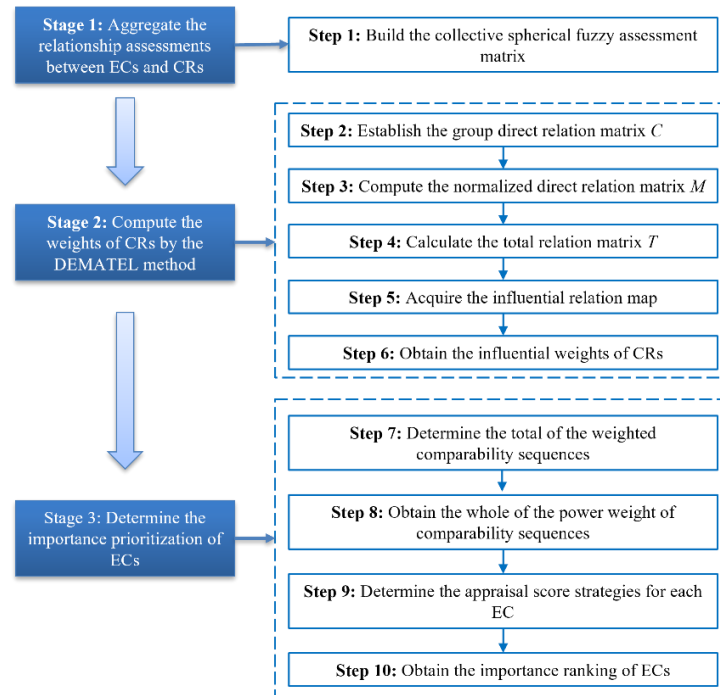 Stage 1: Aggregate the
relationship assessments
between ECs and CRs
Step 1: Build the collective spherical fuzzy assessment
matrix
Stage 2: Compute the
weights of CRs by the
DEMATEL method
Step 2: Establish the group direct relation matrix C
Step 3: Compute the normalized direct relation matrix M
Step 4: Calculate the total relation matrix T
Step 5: Acquire the influential relation map
Step 6: Obtain the influential weights of CRs
Stage 3: Determine the
importance prioritization of
ECs
Step 7: Determine the total of the weighted
comparability sequences
Step 8: Obtain the whole of the power weight of
comparability sequences
Step 9: Determine the appraisal score strategies for each
EC
Step 10: Obtain the importance ranking of ECs